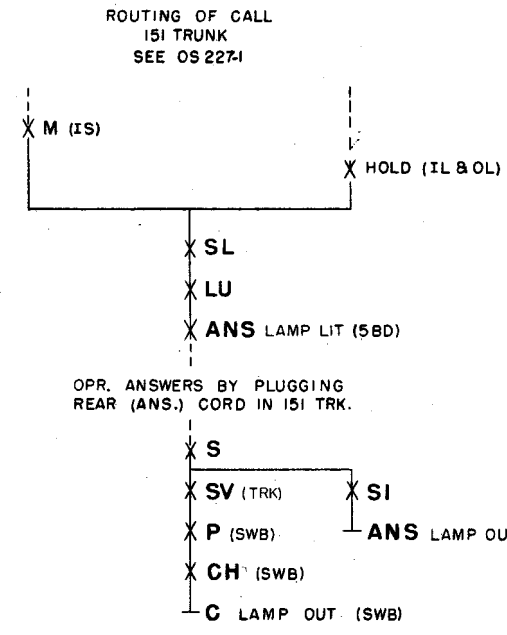 ROUTING OF CALL
151 TRUNK
SEE OS 227-1
M (IS)
HOLD (IL & OL)
SL
LU
ANS LAMP LIT (5BD)
OPR. ANSWERS BY PLUGGING
REAR (ANS.) CORD IN 151 TRK.
S
SV (TRK)
SI
P (SWB)
ANS LAMP OU
CH (SWB)
C LAMP OUT (SWB)